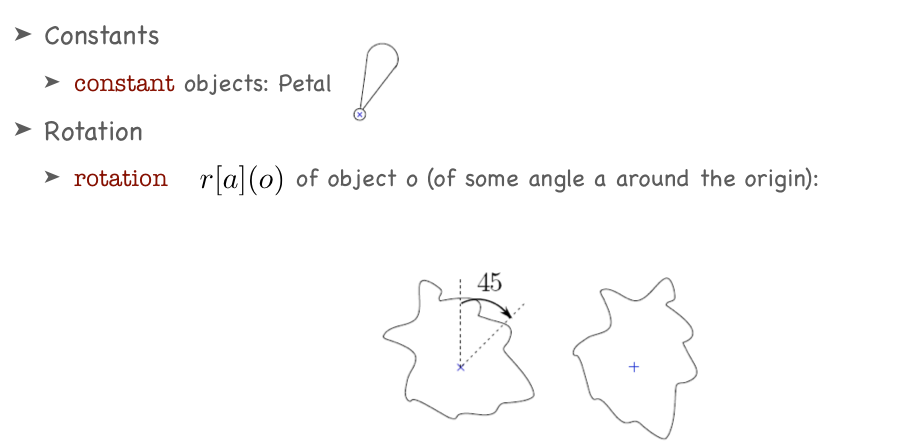 ➤ Constants
➤ constant objects: Petal
➤ Rotation
➤ rotation r[a](o) of object o (of some angle a around the origin):
45